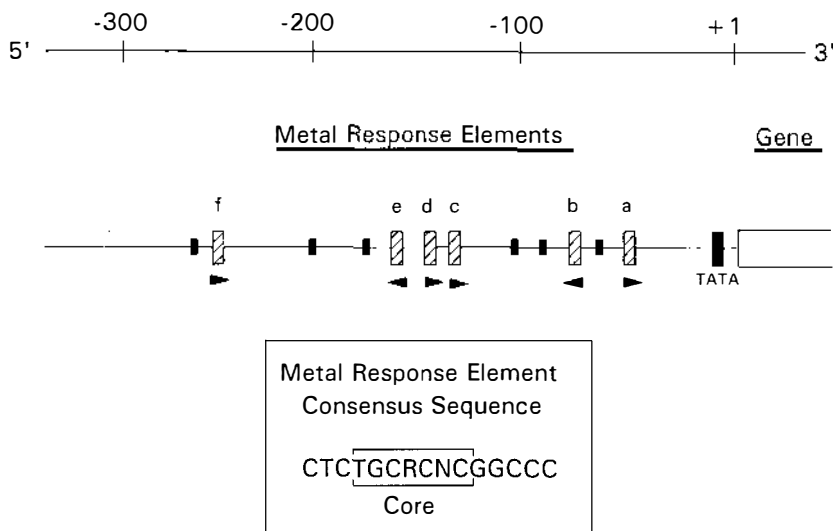 -300 -200 -100 +1
5' 3'
Metal Response Elements Gene
f e d c b a
TATA
Metal Response Element
Consensus Sequence
CTCTGCRCNCGGCCC
Core